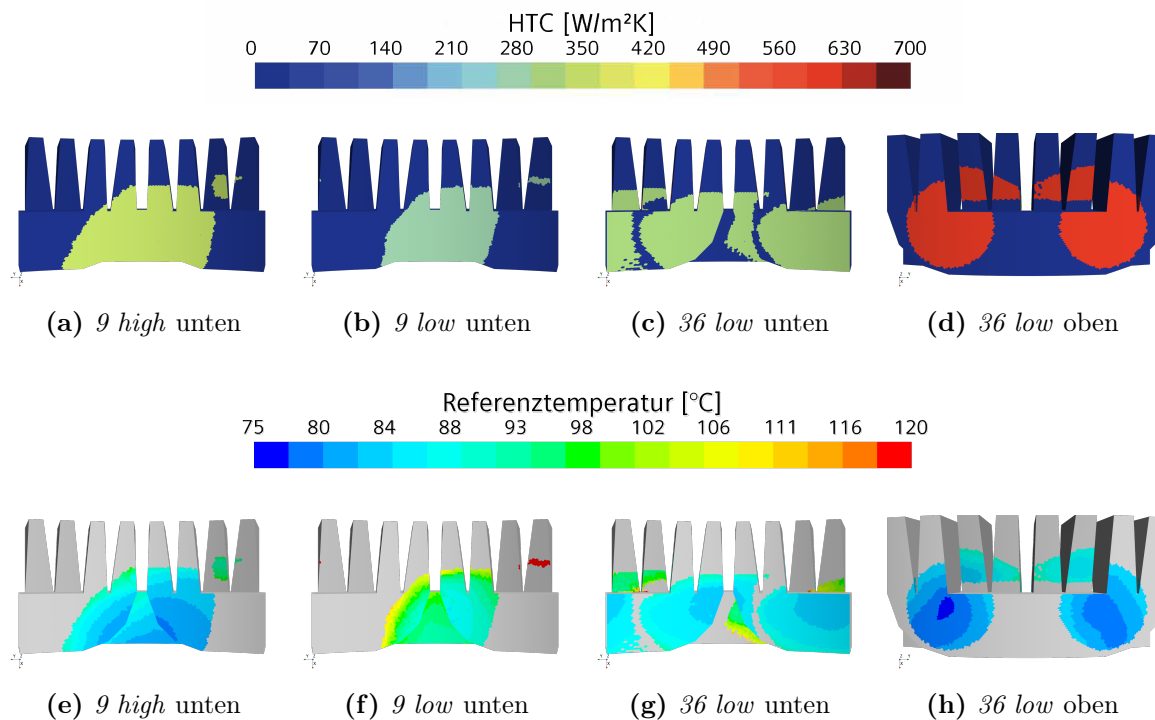 HTC [W/m²K]
0 70 140 210 280 350 420 490 560 630 700
(a) 9 high unten (b) 9 low unten (c) 36 low unten (d) 36 low oben
Referenztemperatur [°C]
75 80 84 88 93 98 102 106 111 116 120
(e) 9 high unten (f) 9 low unten (g) 36 low unten (h) 36 low oben